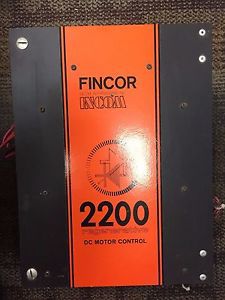 FINCOR
INCOM
2200
regenerative
DC MOTOR CONTROL